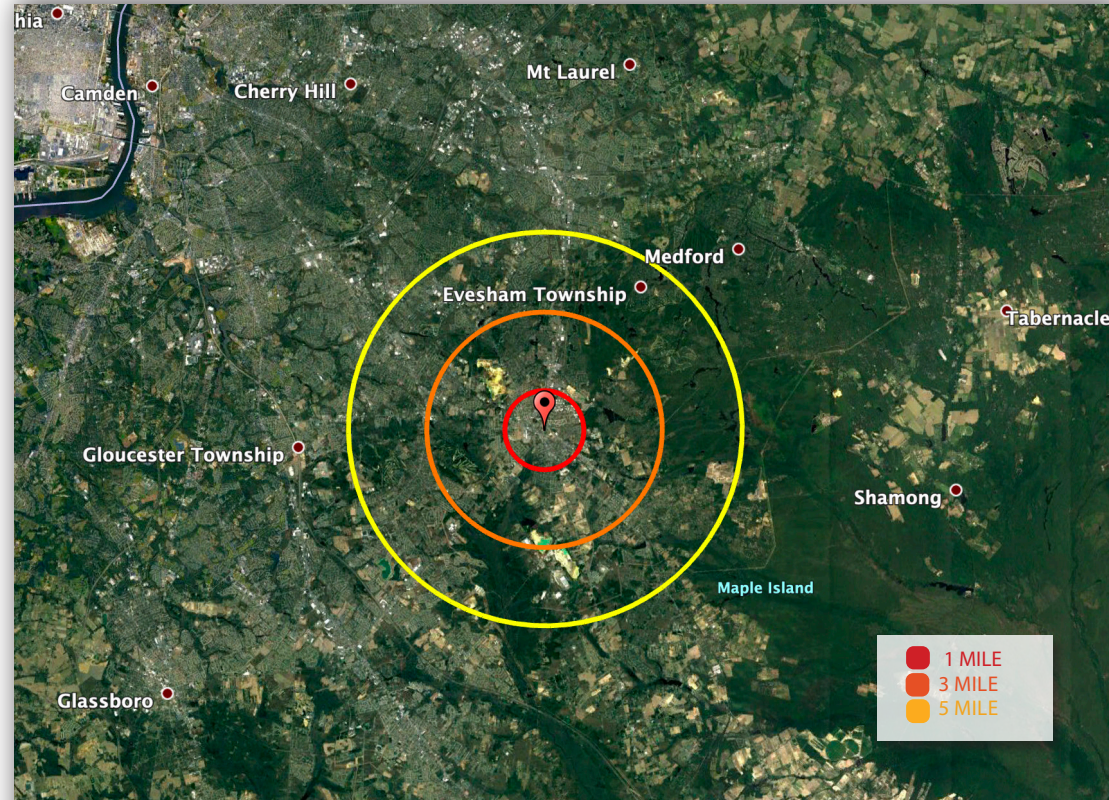 hia
Mt Laurel
Camden
Cherry Hill
Medford
Evesham Township
Tabernacle
Gloucester Township
Shamong
Maple Island
1 MILE
3 MILE
5 MILE
Glassboro